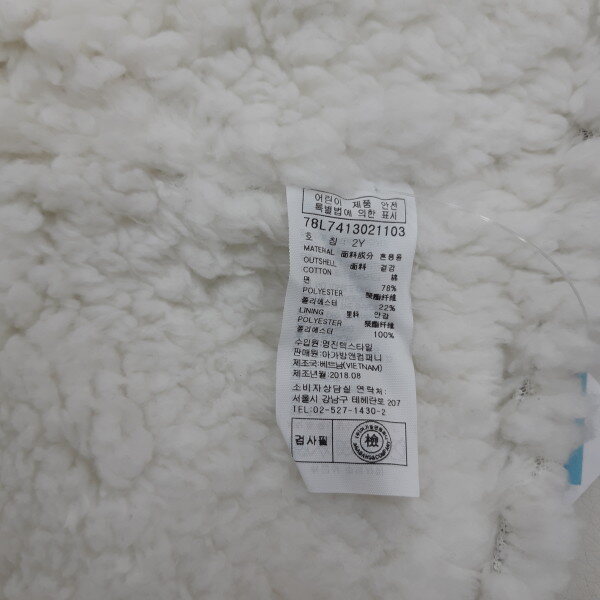 어린이 제품 안전
특별법에 의한 표시
78L7413021103
호 칭 2Y
MATERIAL 面料成分 혼용율
OUTSHELL 面料 겉감
COTTON 綿
면 78%
POLYESTER 聚酯纤维
폴리에스터 22%
LINING 里料 안감
POLYESTER 聚酯纤维
폴리에스터 100%
수입원:명진텍스타일
판매원:아가방앤컴퍼니
제조국:베트남(VIETNAM)
제조년월:2018.08
소비자상담실 연락처:
서울시 강남구 테헤란로 207
TEL:02-527-1430-2
검사필
檢